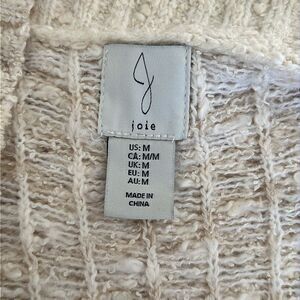 J
joie
US: M
CA: M/M
UK: M
EU: M
AU: M
MADE IN
CHINA